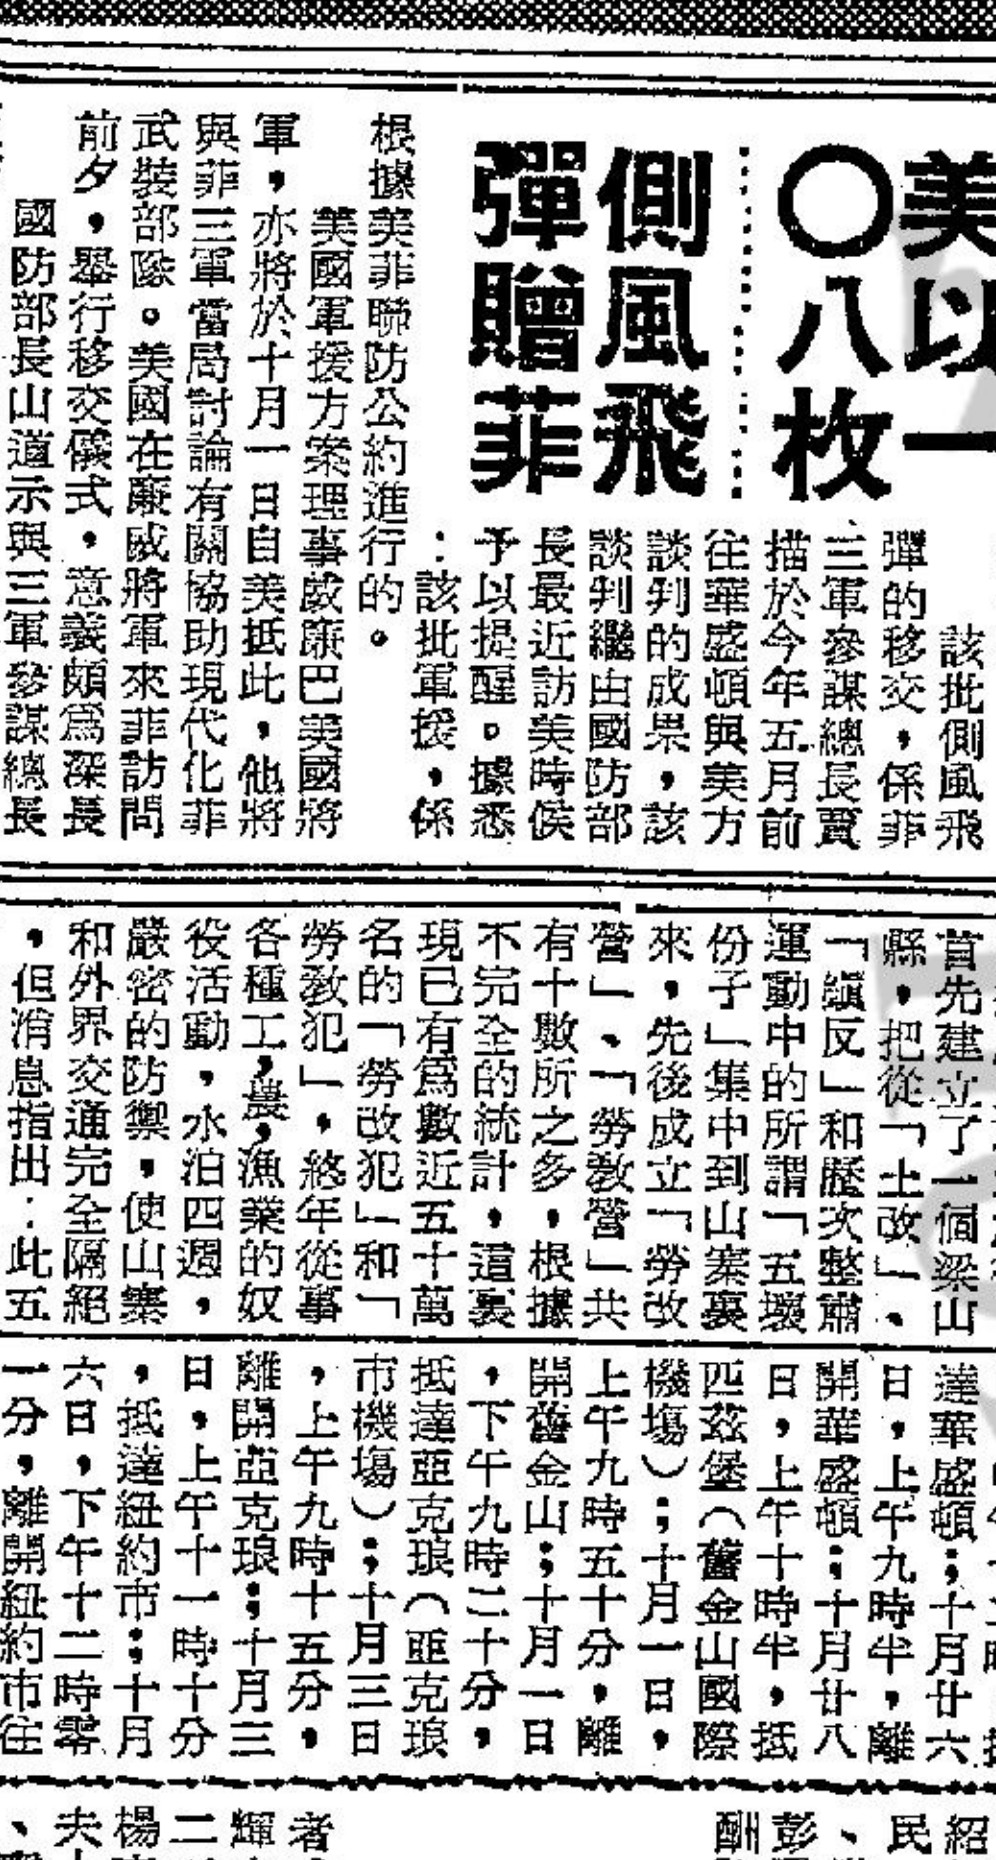 美以一
〇八枚
側風飛
彈贈菲
該批側風飛
彈的移交，係菲
三軍參謀總長賈
描於今年五月前
往華盛頓與美方
談判的成果，該
談判繼由國防部
長最近訪美時候
予以提醒。據悉
：該批軍援，係
根據美菲聯防公約進行的。
美國軍援方案理事戚廉巴美國將
軍，亦將於十月一日自美抵此，他將
與菲三軍當局討論有關協助現代化菲
武裝部隊。美國在廉威將軍來菲訪問
前夕，舉行移交儀式，意義頗爲深長
國防部長山道示與三軍參謀總長
首先建立了一個梁山
縣，把從「土改」、
「鎮反」和歷次整肅
運動中的所謂「五壞
份子」集中到山寨裏
來，先後成立「勞改
營」、「勞敎營」共
有十數所之多，根據
不完全的統計，這裏
現已有爲數近五十萬
名的「勞改犯」和「
勞敎犯」，終年從事
各種工，農，漁業的奴
役活動，水泊四週，
嚴密的防禦，使山寨
和外界交通完全隔絕
，但消息指出：此五
達華盛頓；十月廿六
日，上午九時半，離
開華盛頓；十月廿八
日，上午十時半，抵
匹茲堡（舊金山國際
機塲）；十月一日，
上午九時五十分，離
開舊金山；十月一日
，下午九時二十分，
抵達亞克琅（亞克琅
市機塲）；十月三日
，上午九時十五分，
離開亞克琅；十月三
日，上午十一時十分
，抵達紐約市；十月
六日，下午十二時零
一分，離開紐約市往
紹
民
、
彭
酬
者
輝
二
楊
夫
、